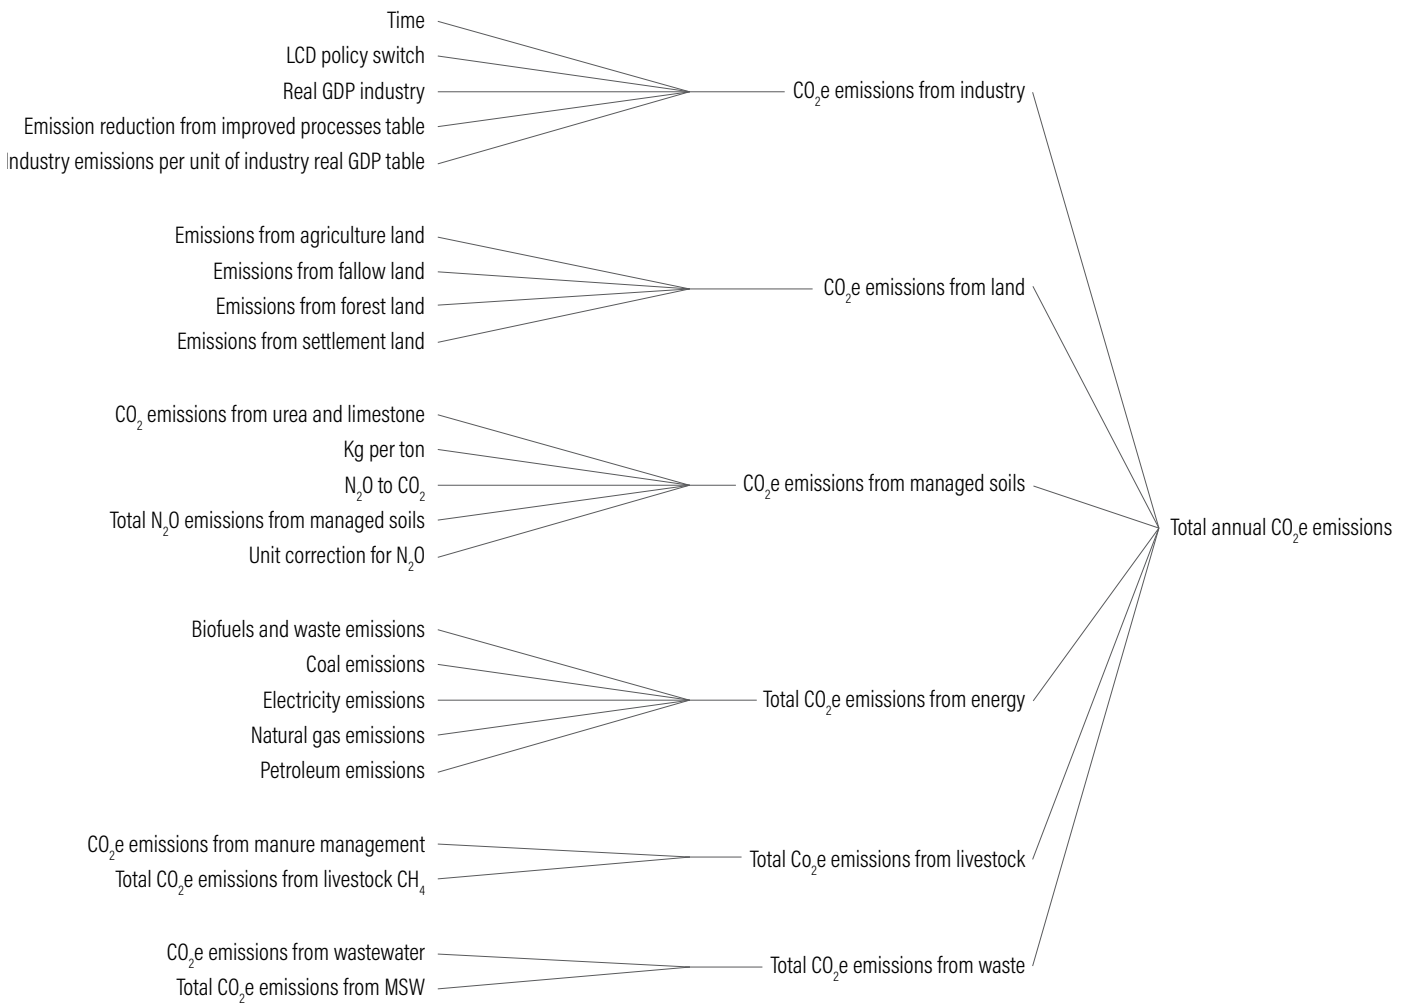 Time
LCD policy switch
Real GDP industry
Emission reduction from improved processes table
Industry emissions per unit of industry real GDP table
CO₂e emissions from industry
Emissions from agriculture land
Emissions from fallow land
Emissions from forest land
Emissions from settlement land
CO₂e emissions from land
CO₂ emissions from urea and limestone
Kg per ton
N₂O to CO₂
Total N₂O emissions from managed soils
Unit correction for N₂O
CO₂e emissions from managed soils
Total annual CO₂e emissions
Biofuels and waste emissions
Coal emissions
Electricity emissions
Natural gas emissions
Petroleum emissions
Total CO₂e emissions from energy
CO₂e emissions from manure management
Total CO₂e emissions from livestock CH₄
Total Co₂e emissions from livestock
CO₂e emissions from wastewater
Total CO₂e emissions from MSW
Total CO₂e emissions from waste